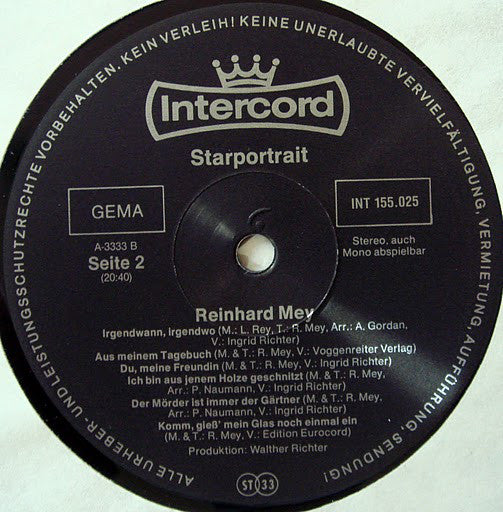 ALLE URHEBER- UND LEISTUNGSSCHUTZRECHTE VORBEHALTEN, KEIN VERLEIH! KEINE UNERLAUBTE VERVIELFÄLTIGUNG, VERMIETUNG, AUFFÜHRUNG, SENDUNG!
Intercord
Starportrait
GEMA
INT 155.025
A-3333 B
Seite 2
(20:40)
Stereo, auch
Mono abspielbar
Reinhard Mey
Irgendwann, irgendwo (M.: L. Rey, T.: R. Mey, Arr.: A. Gordan,
V.: Ingrid Richter)
Aus meinem Tagebuch (M. & T.: R. Mey, V.: Voggenreiter Verlag)
Du, meine Freundin (M. & T.: R. Mey, V.: Ingrid Richter)
Ich bin aus jenem Holze geschnitzt (M. & T.: R. Mey,
Arr.: P. Naumann, V.: Ingrid Richter)
Der Mörder ist immer der Gärtner (M. & T.: R. Mey,
Arr.: P. Naumann, V.: Ingrid Richter)
Komm, gieß' mein Glas noch einmal ein
(M. & T.: R. Mey, V.: Edition Eurocord)
Produktion: Walther Richter
ST 33